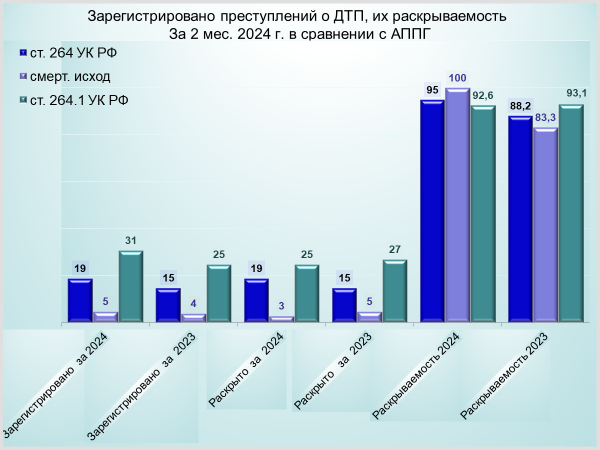 Зарегистрировано преступлений о ДТП, их раскрываемость
За 2 мес. 2024 г. в сравнении с АППГ
ст. 264 УК РФ
смерт. исход
ст. 264.1 УК РФ
19
5
31
15
4
25
19
3
25
15
5
27
95
100
92,6
88,2
83,3
93,1
Зарегистрировано за 2024
Зарегистрировано за 2023
Раскрыто за 2024
Раскрыто за 2023
Раскрываемость 2024
Раскрываемость 2023